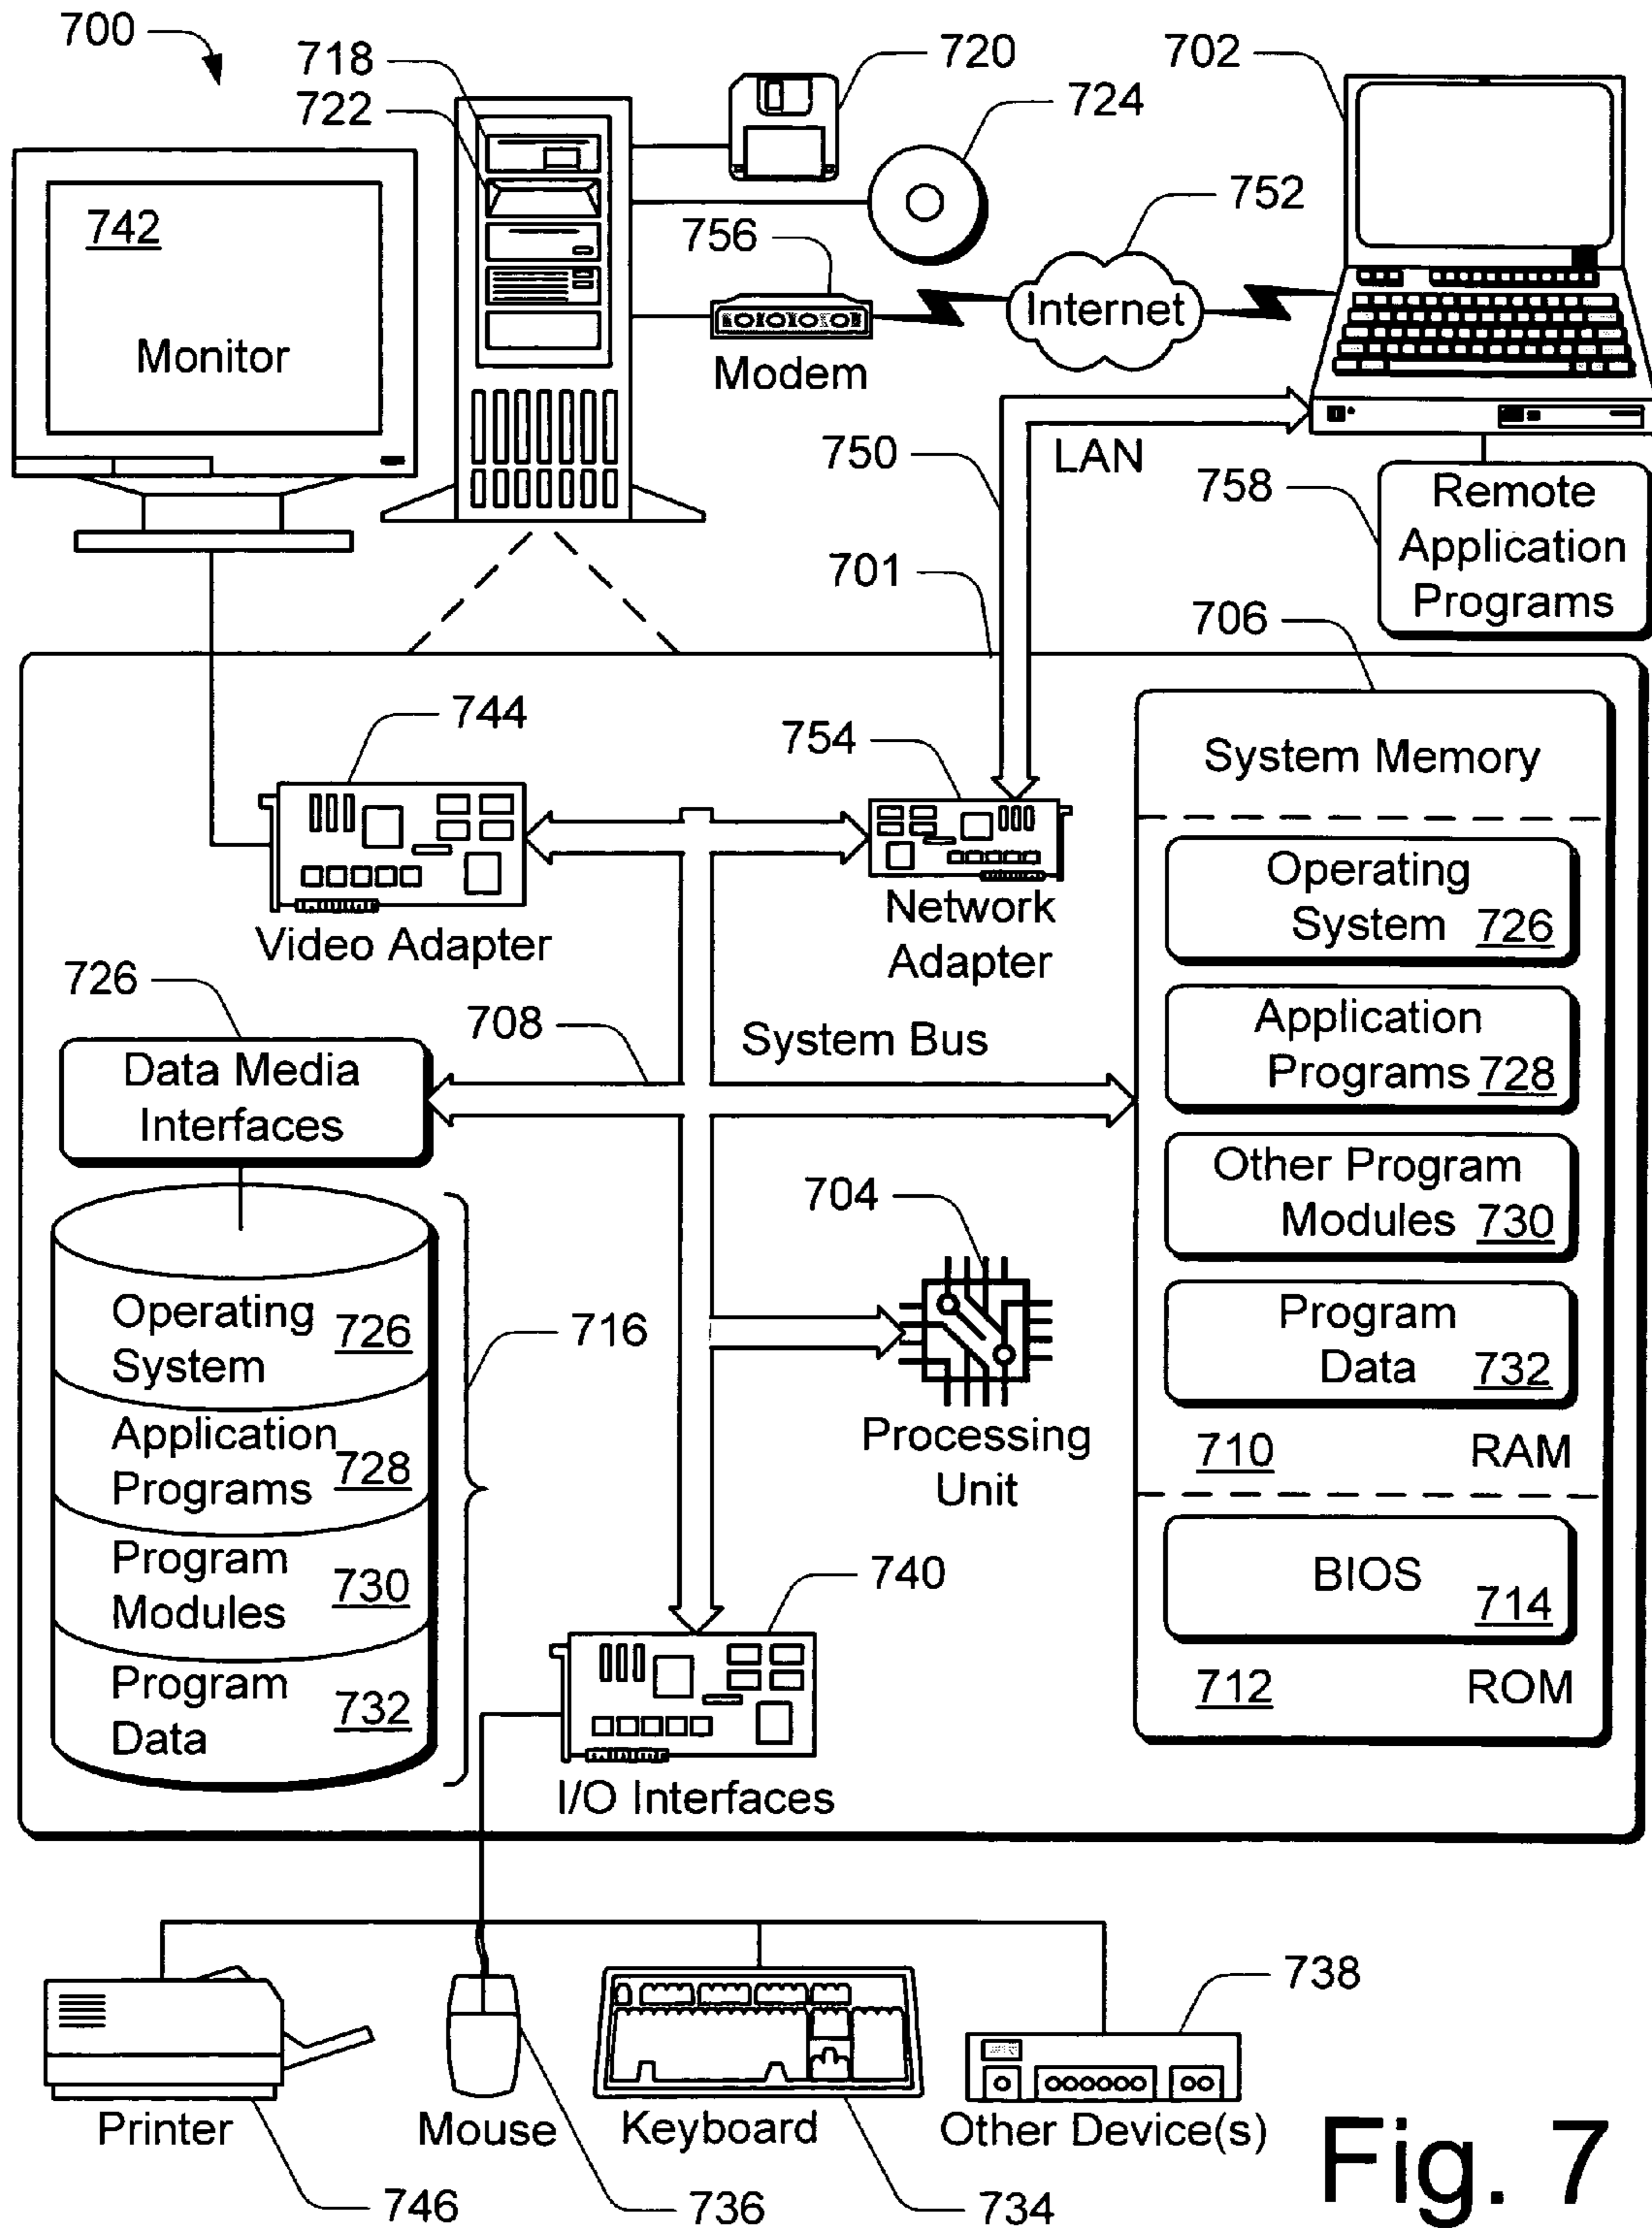 700
718
722
720
724
702
742
Monitor
756
Modem
752
Internet
750
LAN
758
Remote
Application
Programs
701
706
744
Video Adapter
754
Network
Adapter
System Memory
Operating
System 726
Application
Programs 728
Other Program
Modules 730
Program
Data 732
710 RAM
BIOS
714
712 ROM
726
Data Media
Interfaces
708
System Bus
704
Processing
Unit
Operating
System 726
Application
Programs 728
Program
Modules 730
Program
Data 732
716
740
I/O Interfaces
Printer
746
Mouse
736
Keyboard
734
738
Other Device(s)
Fig. 7